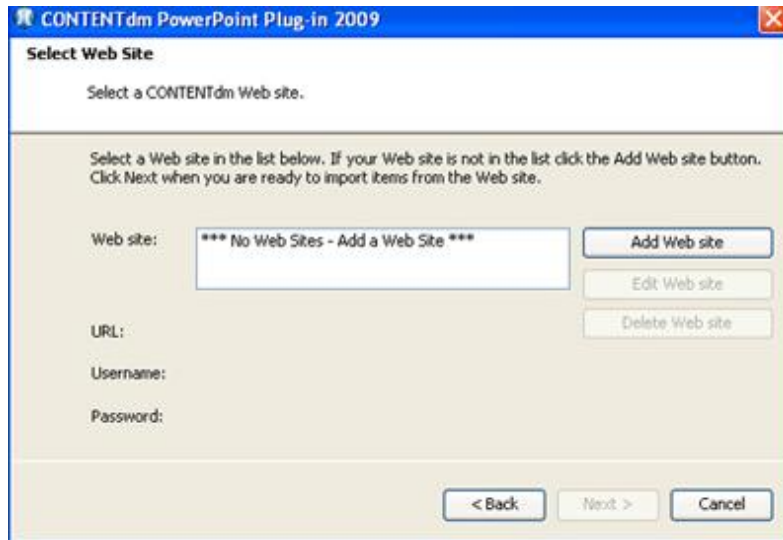 CONTENTdm PowerPoint Plug-in 2009
Select Web Site
Select a CONTENTdm Web site.
Select a Web site in the list below. If your Web site is not in the list click the Add Web site button.
Click Next when you are ready to import items from the Web site.
Web site:
*** No Web Sites - Add a Web Site ***
Add Web site
Edit Web site
Delete Web site
URL:
Username:
Password:
< Back
Next >
Cancel